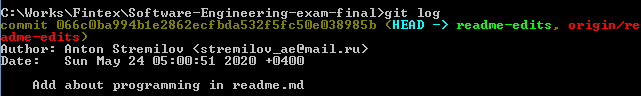 C:\Works\Fintex\Software-Engineering-exam-final>git log
commit 066c0ba994b1e2862ecfbda532f5fc50e038985b (HEAD -> readme-edits, origin/re
adme-edits)
Author: Anton Stremilov <stremilov_ae@mail.ru>
Date:   Sun May 24 05:00:51 2020 +0400
    Add about programming in readme.md